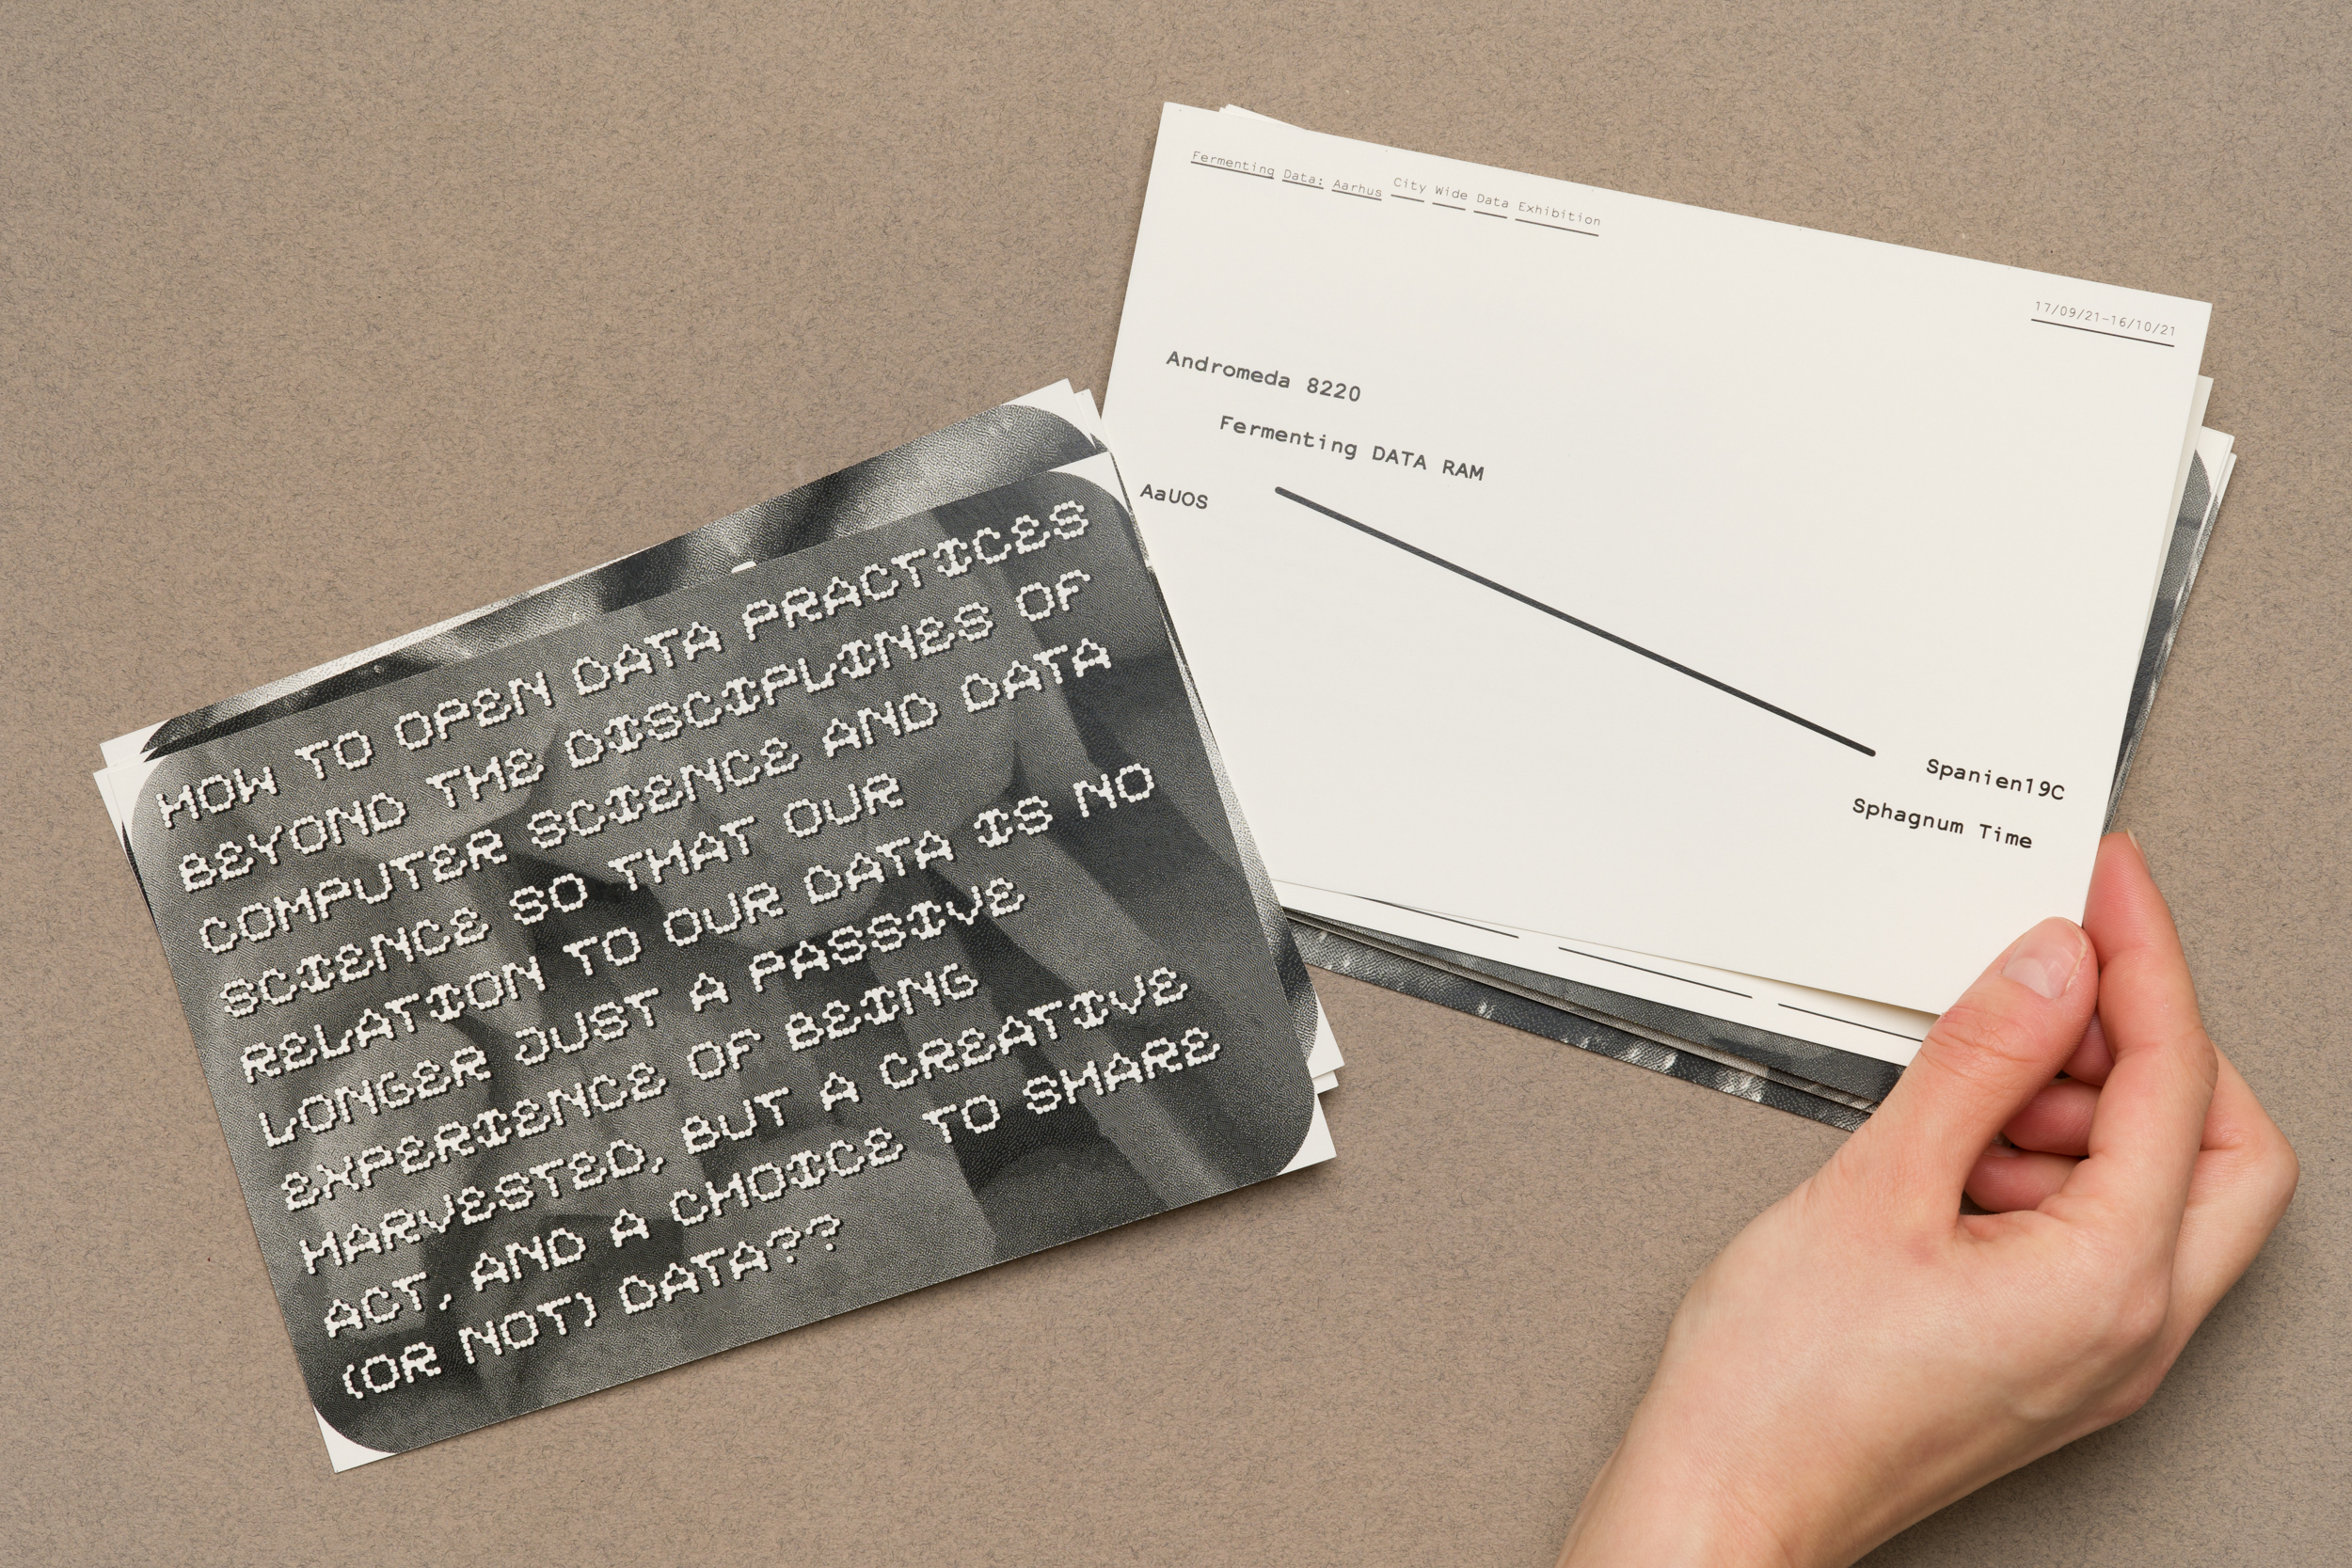 HOW TO OPEN DATA PRACTICES
BEYOND THE DISCIPLINES OF
COMPUTER SCIENCE AND DATA
SCIENCE SO THAT OUR
RELATION TO OUR DATA IS NO
LONGER JUST A PASSIVE
EXPERIENCE OF BEING
HARVESTED, BUT A CREATIVE
ACT, AND A CHOICE TO SHARE
(OR NOT) DATA??
Fermenting Data: Aarhus City Wide Data Exhibition
17/09/21-16/10/21
Andromeda 8220
Fermenting DATA RAM
AaUOS
Spanien19C
Sphagnum Time